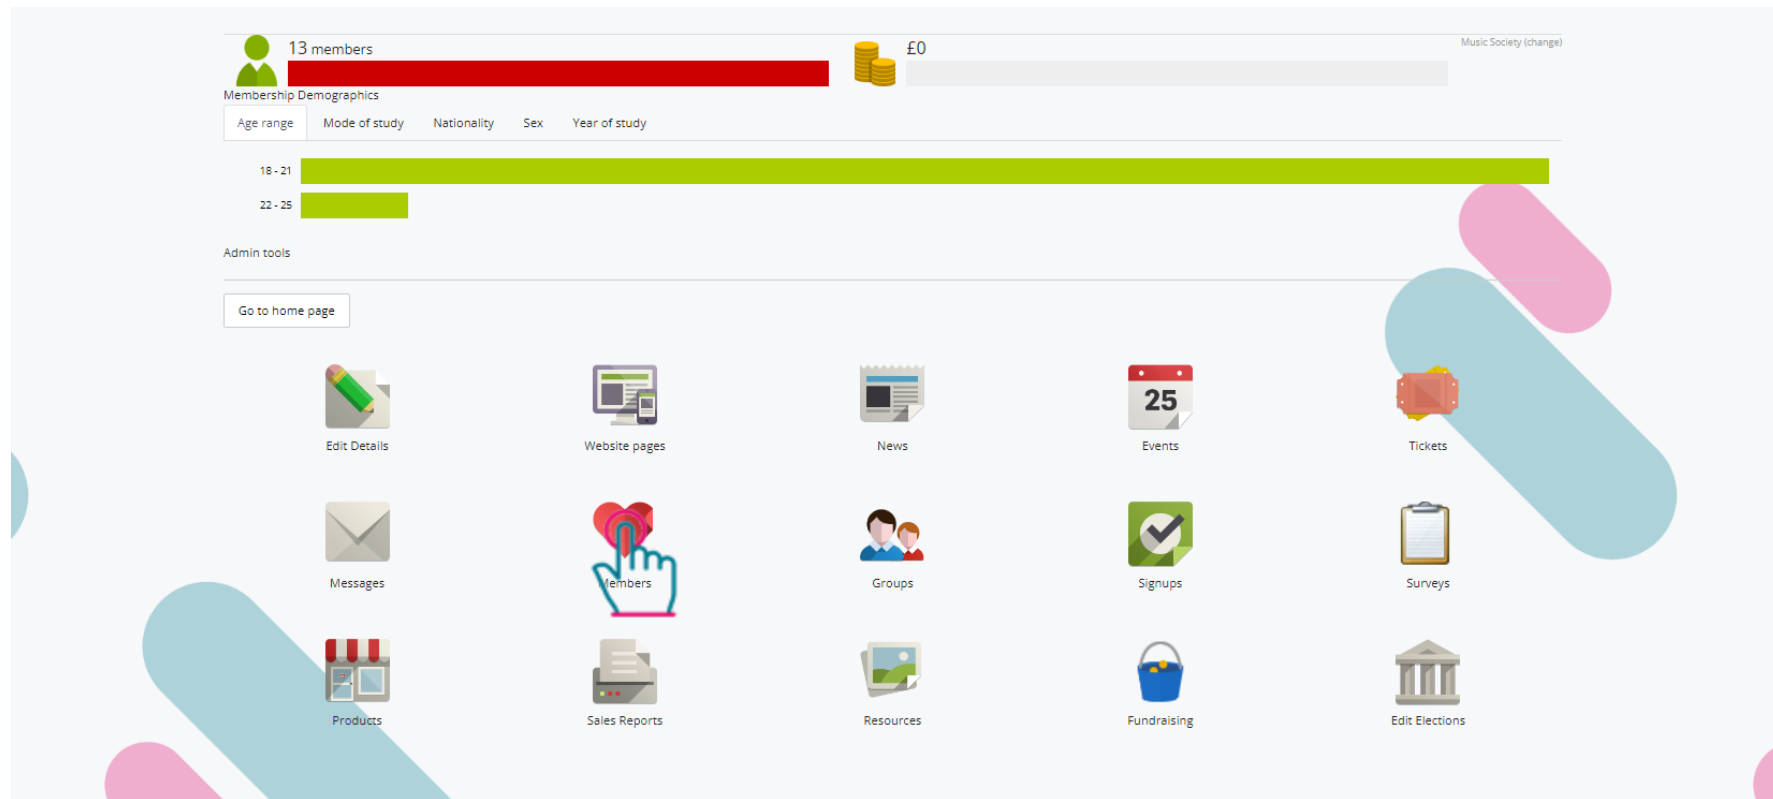 13 members
£0
Music Society (change)
Membership Demographics
Age range Mode of study Nationality Sex Year of study
18 - 21
22 - 25
Admin tools
Go to home page
25
Edit Details Website pages News Events Tickets
Messages Members Groups Signups Surveys
Products Sales Reports Resources Fundraising Edit Elections